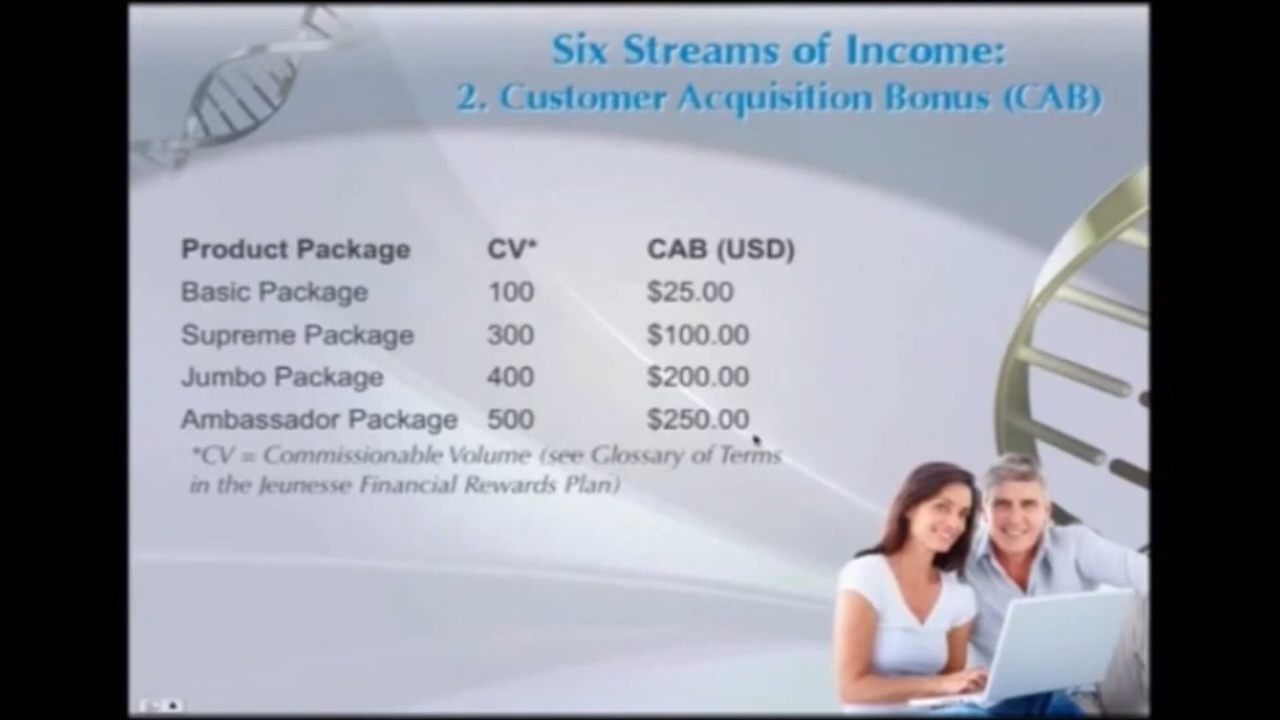 Six Streams of Income:
2. Customer Acquisition Bonus (CAB)
Product Package CV* CAB (USD)
Basic Package 100 $25.00
Supreme Package 300 $100.00
Jumbo Package 400 $200.00
Ambassador Package 500 $250.00
*CV = Commissionable Volume (see Glossary of Terms
in the Jeunesse Financial Rewards Plan)